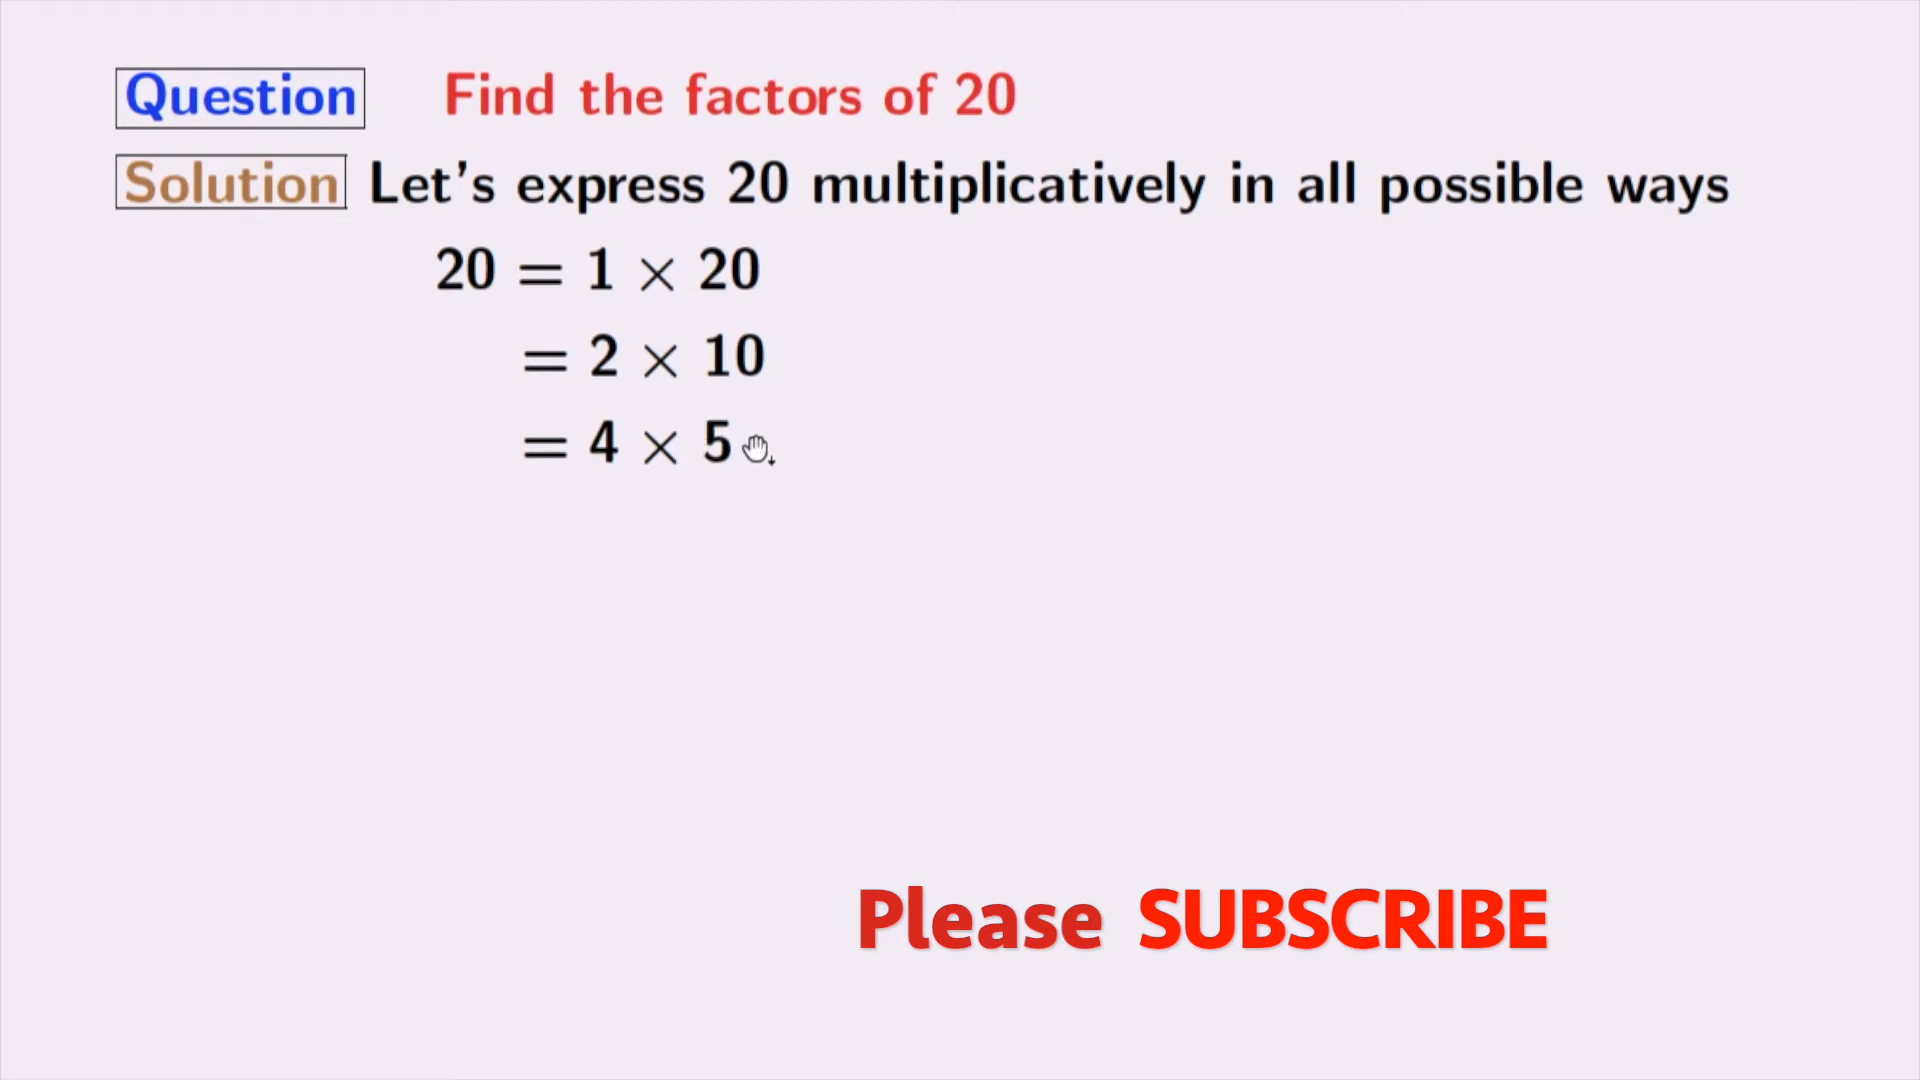 Question Find the factors of 20
Solution Let's express 20 multiplicatively in all possible ways
20 = 1 × 20
= 2 × 10
= 4 × 5
Please SUBSCRIBE